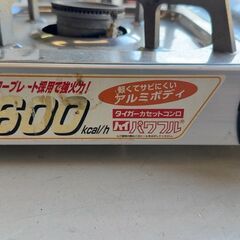 ープレート採用で強火力!
600
kcal/h
軽くてサビにくい
アルミボディ
タイガーカセットコンロ
パワフル